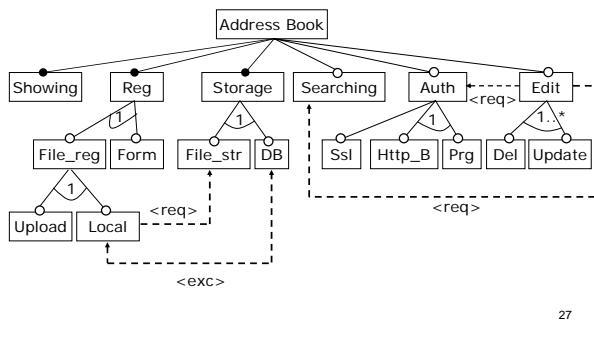 Address Book
Showing Reg Storage Searching Auth Edit
<req>
1 1 1 1..*
File_reg Form File_str DB Ssl Http_B Prg Del Update
1
<req>
<req>
Upload Local
<exc>
27